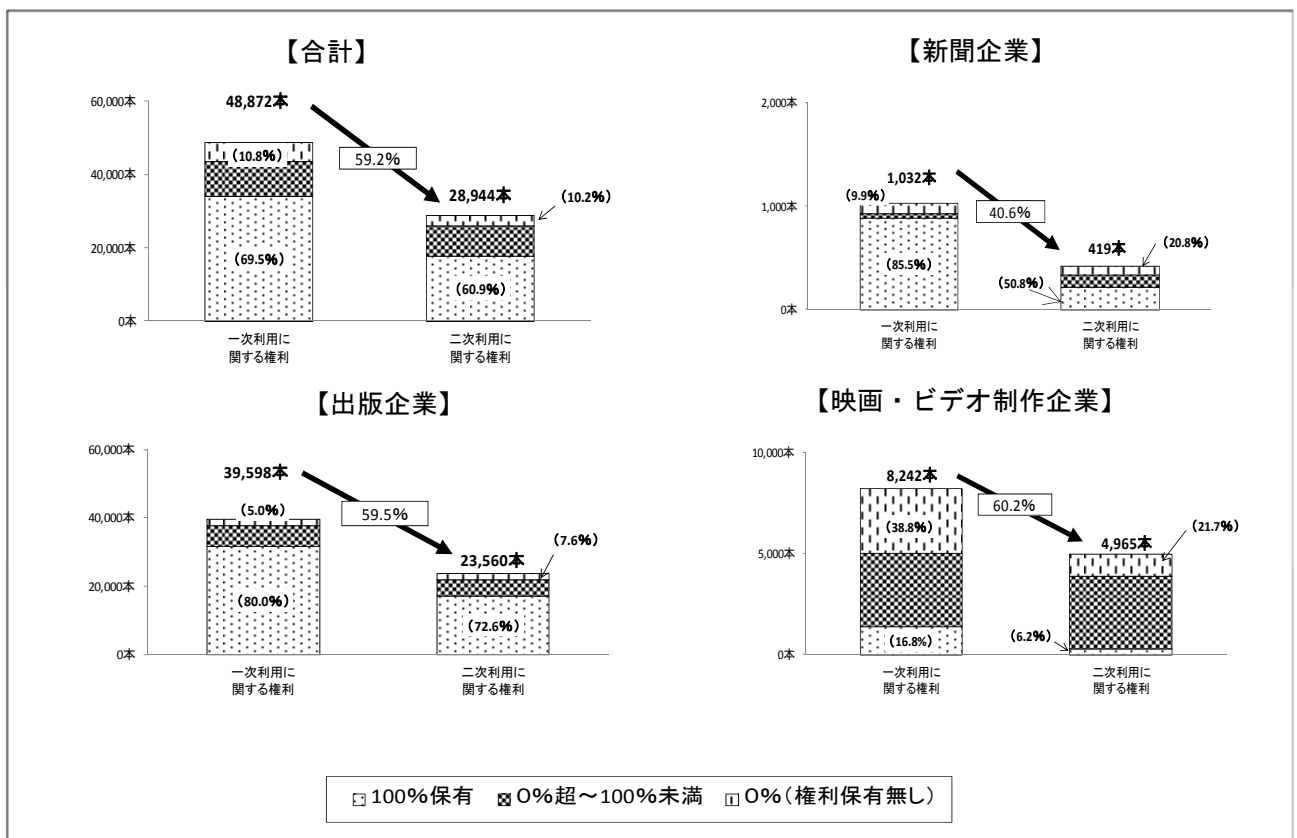 【合計】
60,000本
40,000本
20,000本
0本
48,872本
(10.8%)
(69.5%)
59.2%
28,944本
(10.2%)
(60.9%)
一次利用に
関する権利
二次利用に
関する権利
【新聞企業】
2,000本
1,000本
0本
1,032本
(9.9%)
(85.5%)
40.6%
419本
(20.8%)
(50.8%)
一次利用に
関する権利
二次利用に
関する権利
【出版企業】
60,000本
40,000本
20,000本
0本
39,598本
(5.0%)
(80.0%)
59.5%
23,560本
(7.6%)
(72.6%)
一次利用に
関する権利
二次利用に
関する権利
【映画・ビデオ制作企業】
10,000本
5,000本
0本
8,242本
(38.8%)
(16.8%)
60.2%
4,965本
(21.7%)
(6.2%)
一次利用に
関する権利
二次利用に
関する権利
100%保有 0%超～100%未満 0%(権利保有無し)